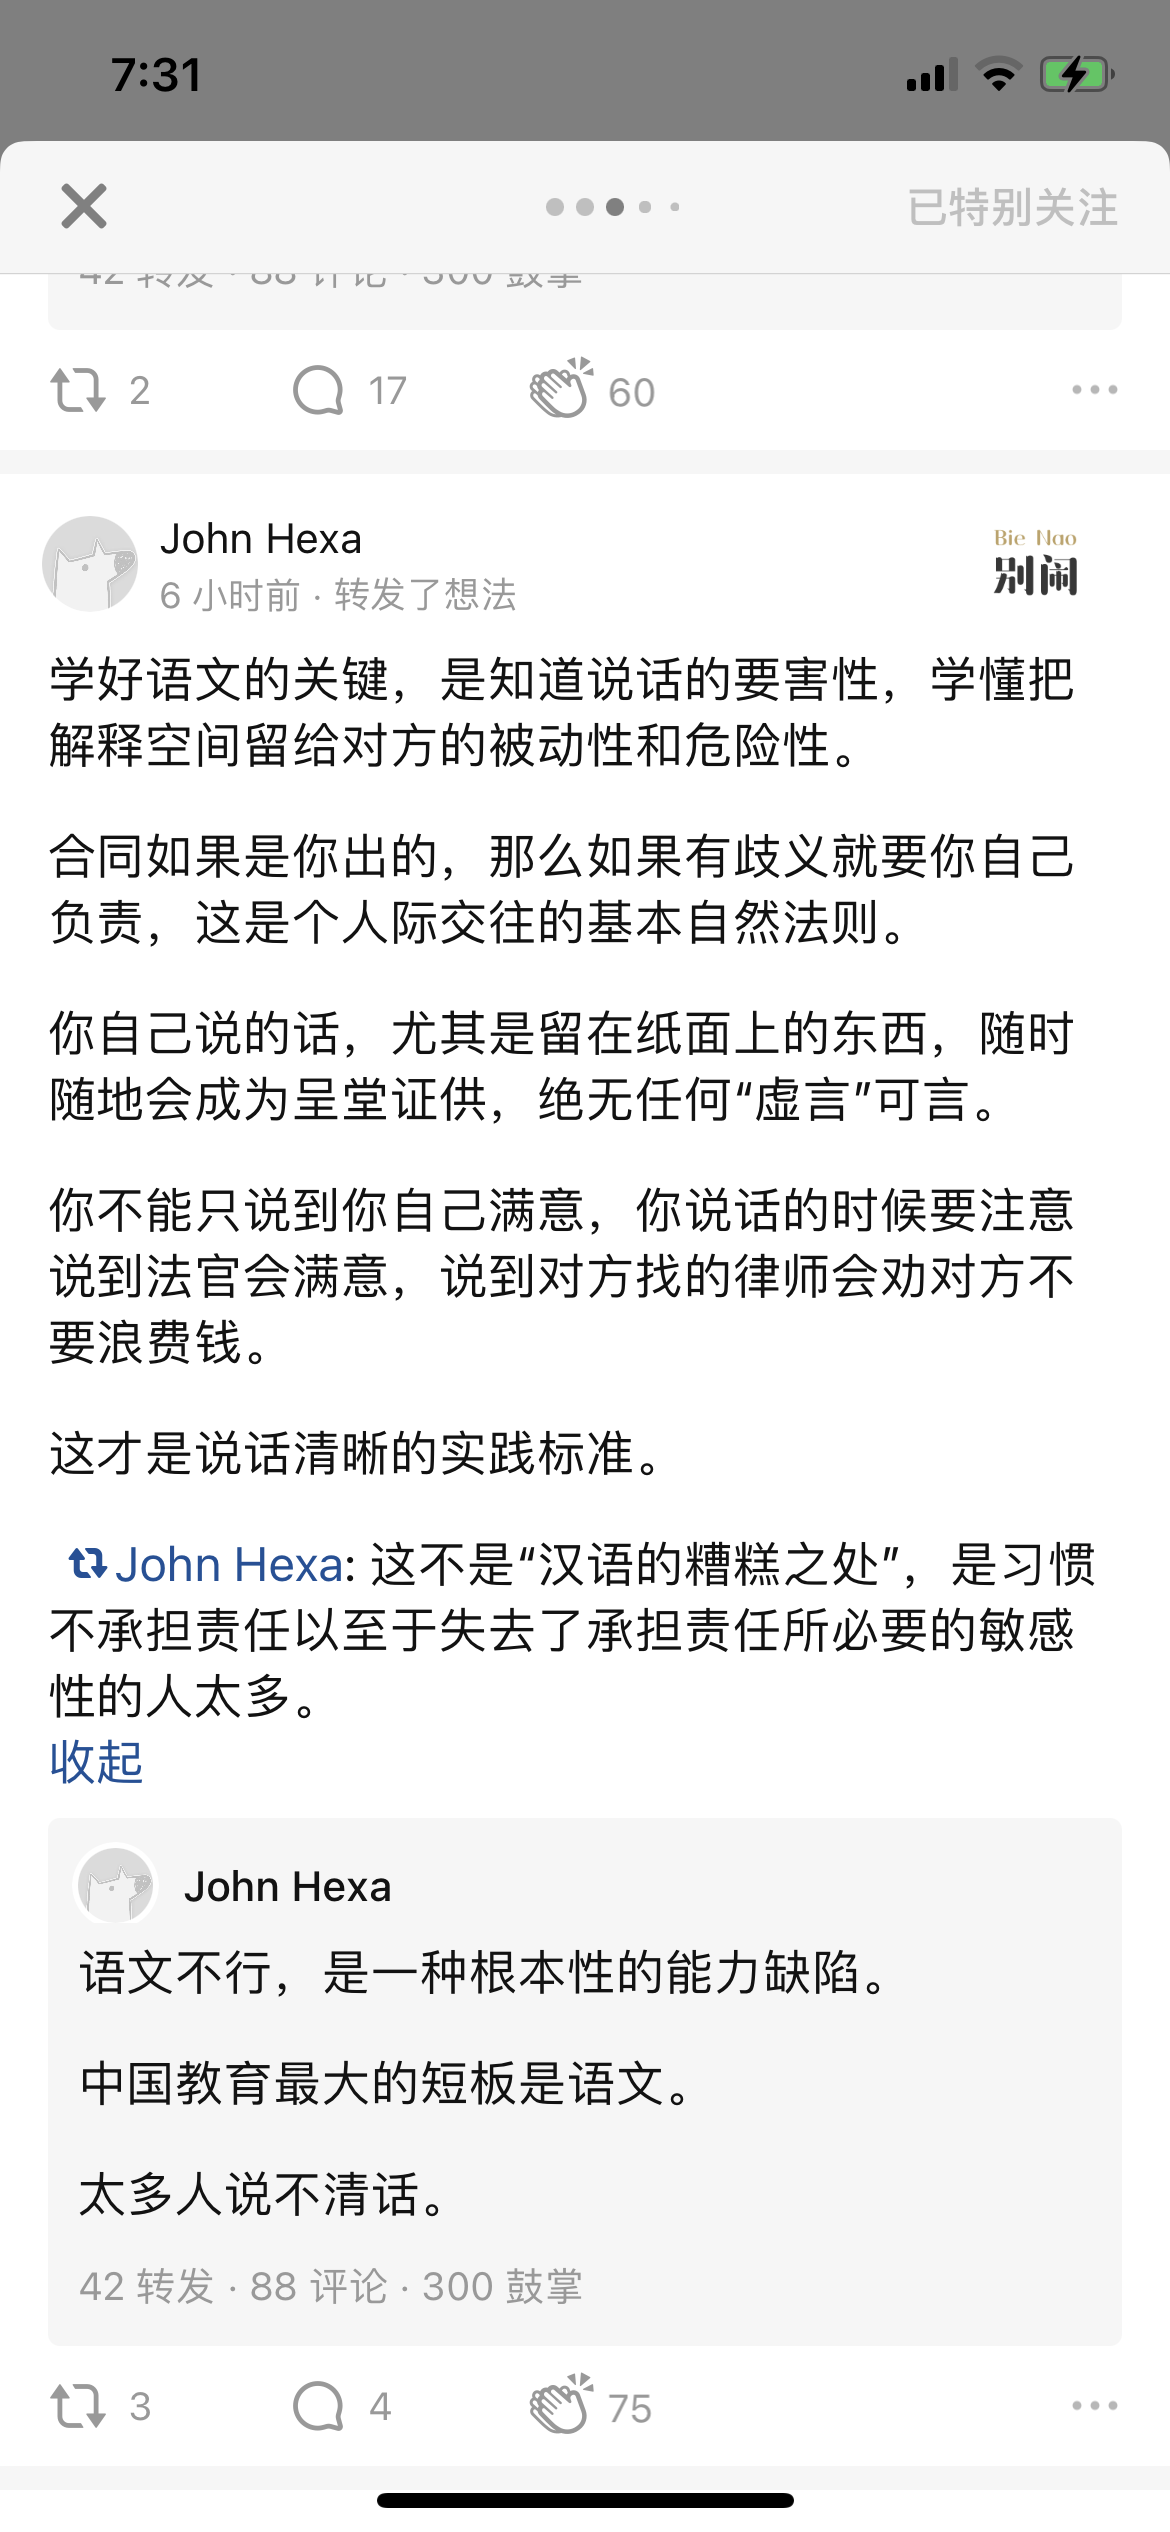 7:31
已特别关注
42 转发 · 88 评论 · 300 鼓掌
2 17 60
John Hexa
6 小时前 · 转发了想法
Bie Nao
别闹
学好语文的关键，是知道说话的要害性，学懂把
解释空间留给对方的被动性和危险性。
合同如果是你出的，那么如果有歧义就要你自己
负责，这是个人际交往的基本自然法则。
你自己说的话，尤其是留在纸面上的东西，随时
随地会成为呈堂证供，绝无任何“虚言”可言。
你不能只说到你自己满意，你说话的时候要注意
说到法官会满意，说到对方找的律师会劝对方不
要浪费钱。
这才是说话清晰的实践标准。
John Hexa: 这不是“汉语的糟糕之处”，是习惯
不承担责任以至于失去了承担责任所必要的敏感
性的人太多。
收起
John Hexa
语文不行，是一种根本性的能力缺陷。
中国教育最大的短板是语文。
太多人说不清话。
42 转发 · 88 评论 · 300 鼓掌
3 4 75